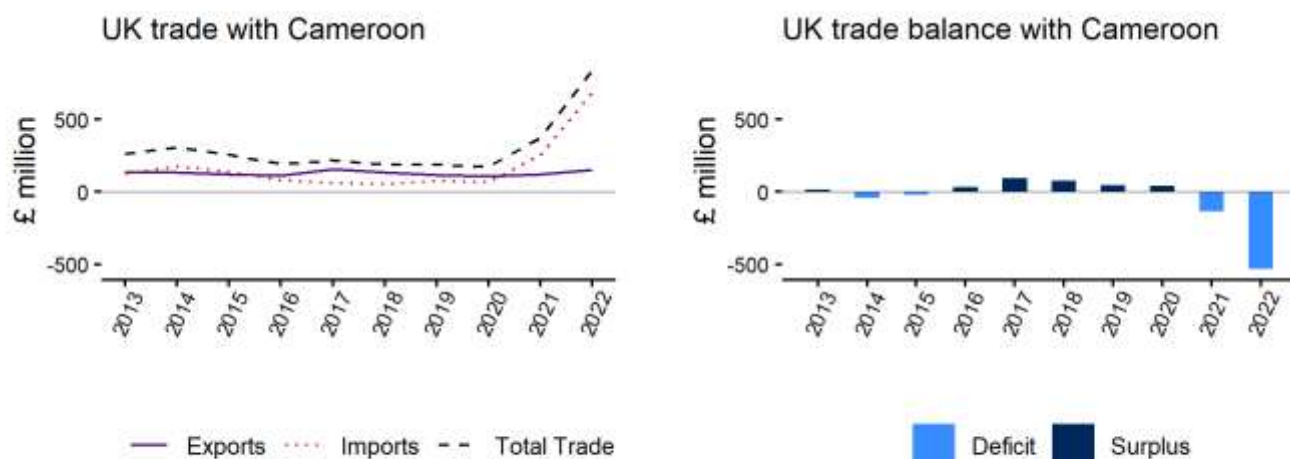 UK trade with Cameroon
£ million
500
0
-500
2013
2014
2015
2016
2017
2018
2019
2020
2021
2022
Exports
Imports
Total Trade
UK trade balance with Cameroon
£ million
500
0
-500
2013
2014
2015
2016
2017
2018
2019
2020
2021
2022
Deficit
Surplus